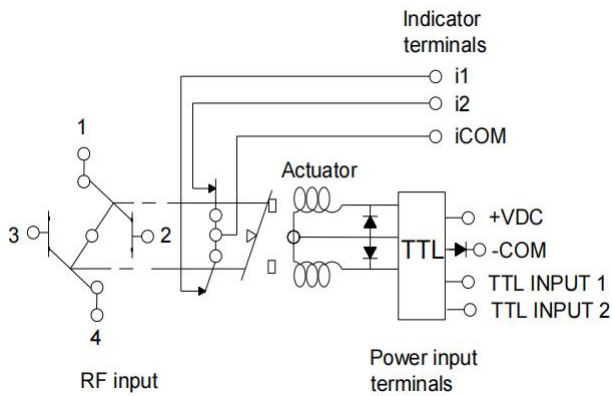 Indicator
terminals
i1
i2
iCOM
1
Actuator
3
2
+VDC
TTL
-COM
TTL INPUT 1
TTL INPUT 2
4
RF input
Power input
terminals